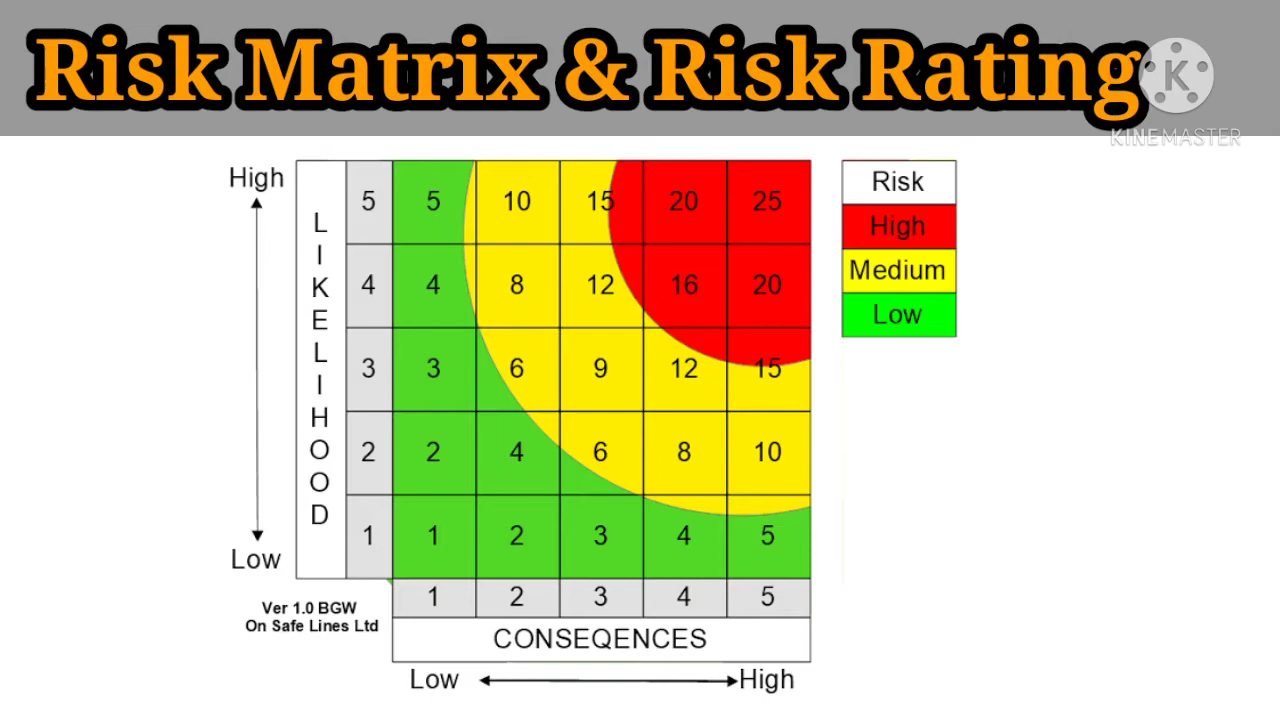 Risk Matrix & Risk Rating
K
KINEMASTER
High
LIKELIHOOD
Low
5 5 10 15 20 25
4 4 8 12 16 20
3 3 6 9 12 15
2 2 4 6 8 10
1 1 2 3 4 5
1 2 3 4 5
CONSEQENCES
Low High
Ver 1.0 BGW
On Safe Lines Ltd
Risk
High
Medium
Low